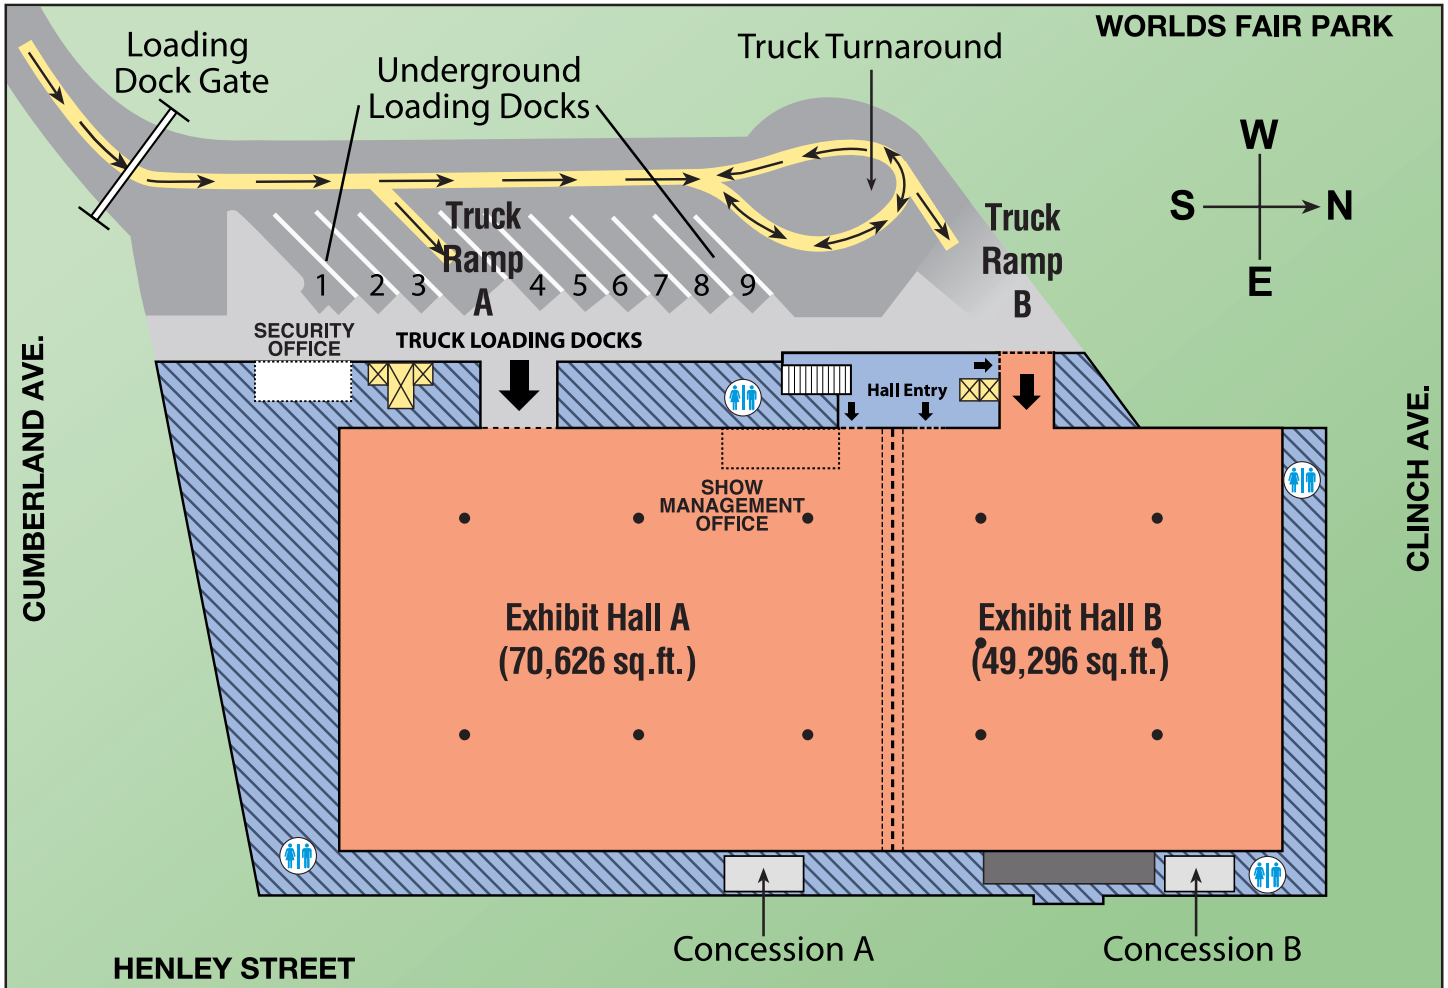 WORLDS FAIR PARK
Loading
Dock Gate
Underground
Loading Docks
Truck Turnaround
W
S
N
E
Truck
Ramp
A
Truck
Ramp
B
1
2
3
4
5
6
7
8
9
SECURITY
OFFICE
TRUCK LOADING DOCKS
Hall Entry
CUMBERLAND AVE.
CLINCH AVE.
SHOW
MANAGEMENT
OFFICE
Exhibit Hall A
(70,626 sq.ft.)
Exhibit Hall B
(49,296 sq.ft.)
Concession A
Concession B
HENLEY STREET